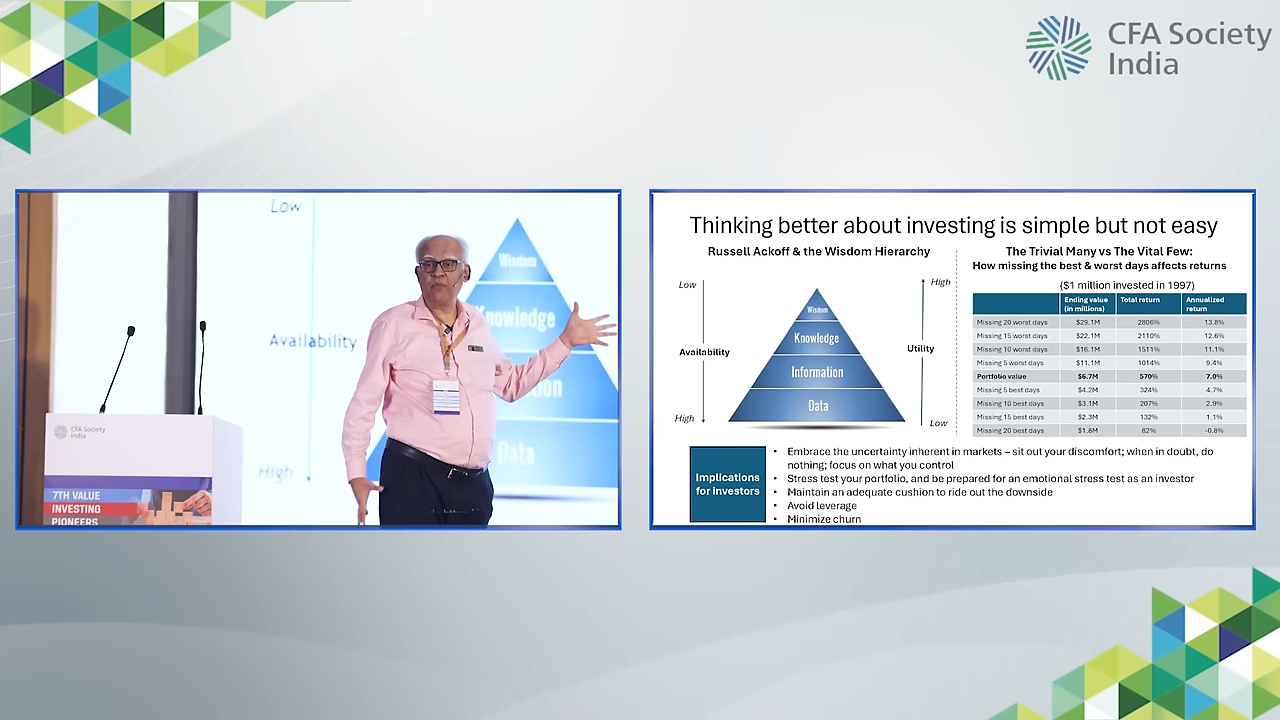 CFA Society
India
Low
Availability
High
Wisdom
Knowledge
Data
CFA Society
India
7TH VALUE
INVESTING
PIONEERS
Thinking better about investing is simple but not easy
Russell Ackoff & the Wisdom Hierarchy
Low
Availability
High
Wisdom
Knowledge
Information
Data
High
Utility
Low
The Trivial Many vs The Vital Few:
How missing the best & worst days affects returns
($1 million invested in 1997)
Ending value (in millions) Total return Annualized return
Missing 20 worst days $29.1M 2806% 13.8%
Missing 15 worst days $22.1M 2110% 12.6%
Missing 10 worst days $16.1M 1511% 11.1%
Missing 5 worst days $11.1M 1014% 9.4%
Portfolio value $6.7M 570% 7.0%
Missing 5 best days $4.2M 324% 4.7%
Missing 10 best days $3.1M 207% 2.9%
Missing 15 best days $2.3M 132% 1.1%
Missing 20 best days $1.8M 82% -0.8%
Implications
for investors
• Embrace the uncertainty inherent in markets – sit out your discomfort; when in doubt, do
nothing; focus on what you control
• Stress test your portfolio, and be prepared for an emotional stress test as an investor
• Maintain an adequate cushion to ride out the downside
• Avoid leverage
• Minimize churn